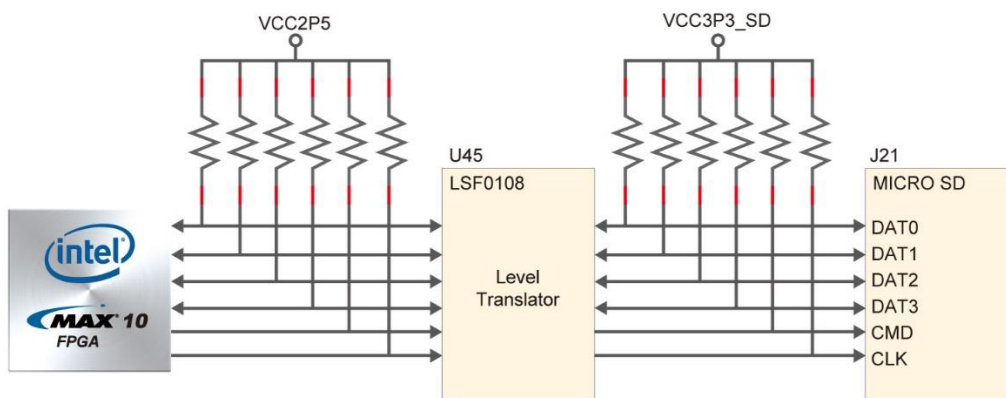 VCC2P5
VCC3P3_SD
U45
LSF0108
Level
Translator
J21
MICRO SD
DAT0
DAT1
DAT2
DAT3
CMD
CLK
intel®
MAX® 10
FPGA